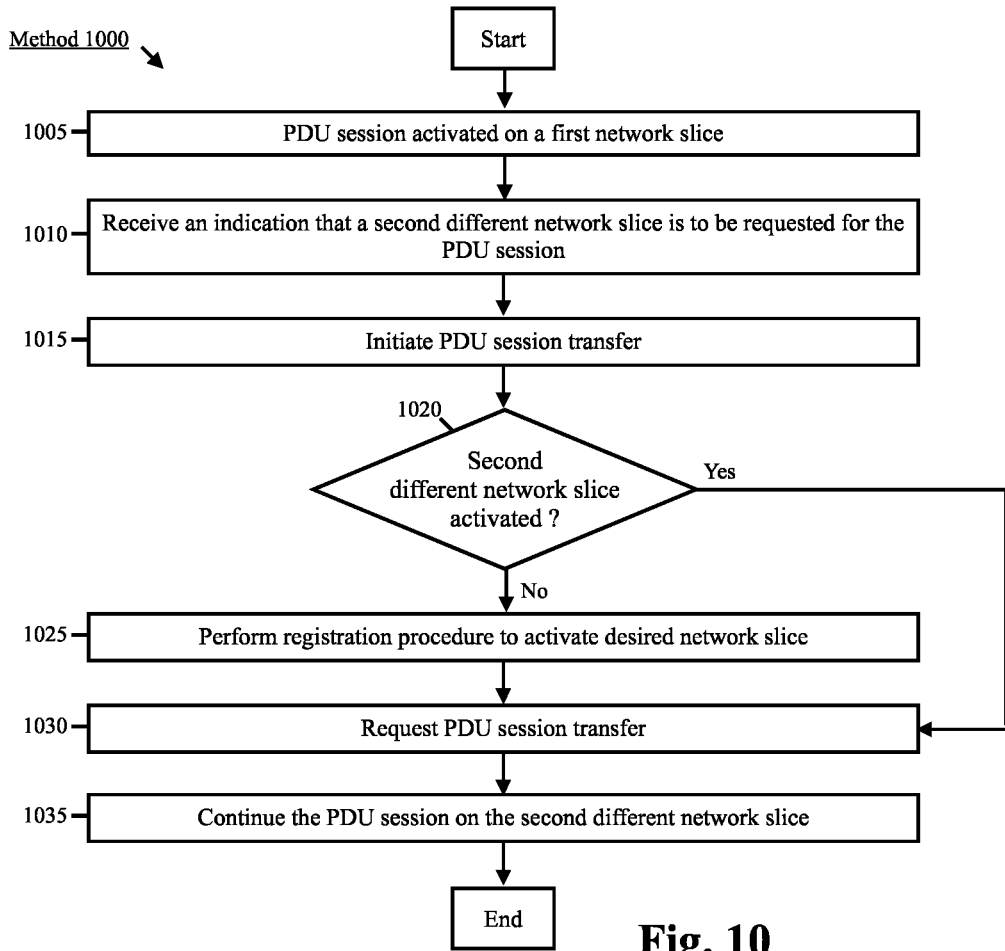 Method 1000
Start
1005
PDU session activated on a first network slice
1010
Receive an indication that a second different network slice is to be requested for the
PDU session
1015
Initiate PDU session transfer
1020
Second
different network slice
activated ?
Yes
No
1025
Perform registration procedure to activate desired network slice
1030
Request PDU session transfer
1035
Continue the PDU session on the second different network slice
End
Fig. 10